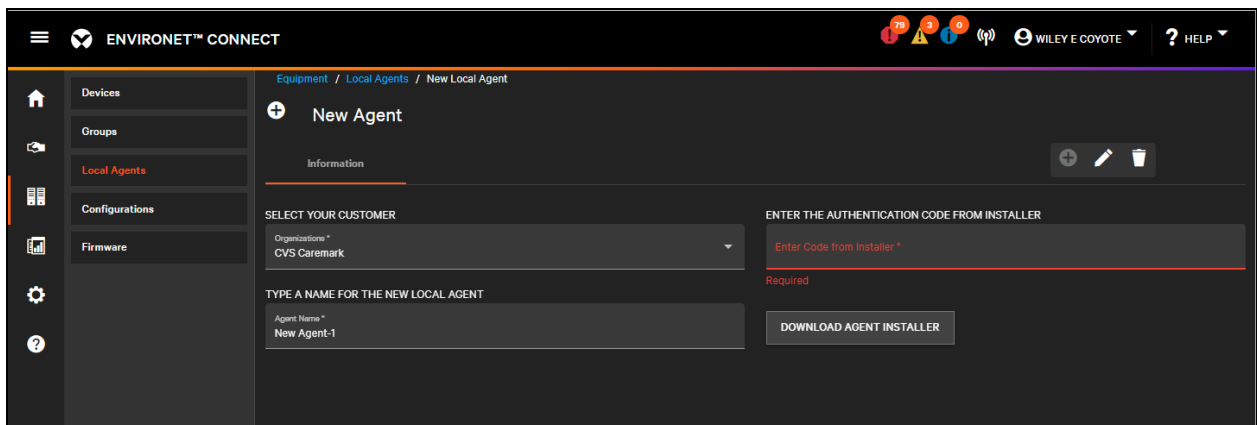 ENVIRONET™ CONNECT
79
3
0
WILEY E COYOTE
? HELP
Devices
Groups
Local Agents
Configurations
Firmware
Equipment / Local Agents / New Local Agent
New Agent
Information
SELECT YOUR CUSTOMER
Organizations *
CVS Caremark
TYPE A NAME FOR THE NEW LOCAL AGENT
Agent Name *
New Agent-1
ENTER THE AUTHENTICATION CODE FROM INSTALLER
Enter Code from Installer *
Required
DOWNLOAD AGENT INSTALLER